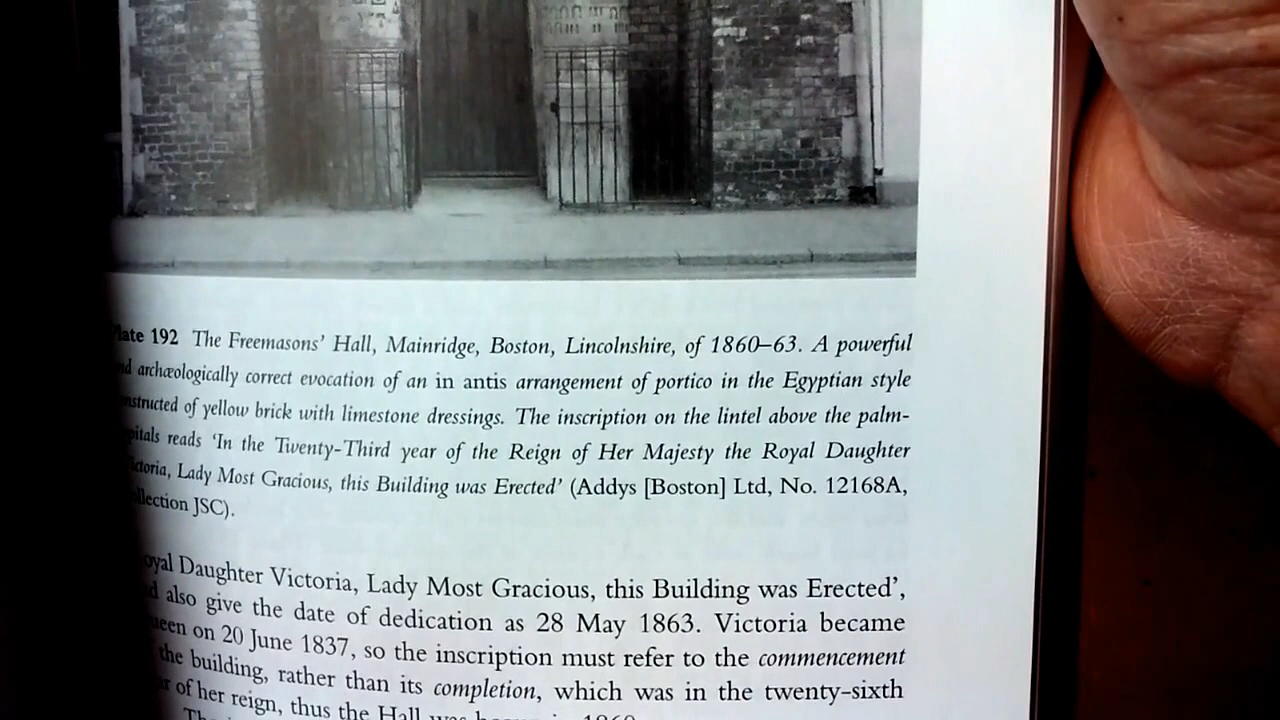 ate 192 The Freemasons' Hall, Mainridge, Boston, Lincolnshire, of 1860–63. A powerful
d archæologically correct evocation of an in antis arrangement of portico in the Egyptian style
nstructed of yellow brick with limestone dressings. The inscription on the lintel above the palm-
pitals reads 'In the Twenty-Third year of the Reign of Her Majesty the Royal Daughter
ctoria, Lady Most Gracious, this Building was Erected' (Addys [Boston] Ltd, No. 12168A,
llection JSC).
oyal Daughter Victoria, Lady Most Gracious, this Building was Erected',
d also give the date of dedication as 28 May 1863. Victoria became
ueen on 20 June 1837, so the inscription must refer to the commencement
the building, rather than its completion, which was in the twenty-sixth
r of her reign, thus the Hall was